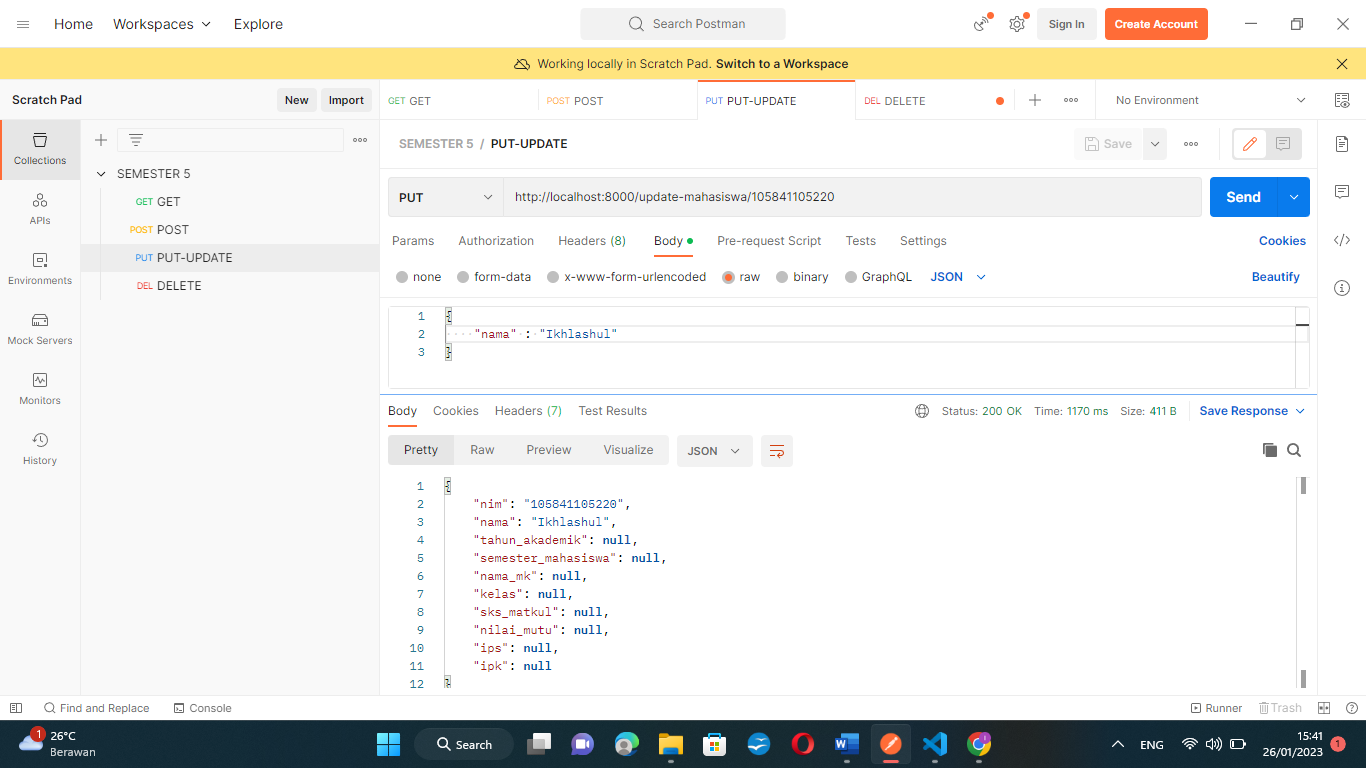 Home Workspaces Explore Search Postman Sign In Create Account
Working locally in Scratch Pad. Switch to a Workspace
Scratch Pad New Import GET GET POST POST PUT PUT-UPDATE DEL DELETE No Environment
SEMESTER 5 / PUT-UPDATE Save
Collections
SEMESTER 5
GET GET
POST POST
PUT PUT-UPDATE
DEL DELETE
APIs
Environments
Mock Servers
Monitors
History
PUT http://localhost:8000/update-mahasiswa/105841105220 Send
Params Authorization Headers (8) Body Pre-request Script Tests Settings Cookies
none form-data x-www-form-urlencoded raw binary GraphQL JSON Beautify
1 {
2 "nama" : "Ikhlashul"
3 }
Body Cookies Headers (7) Test Results Status: 200 OK Time: 1170 ms Size: 411 B Save Response
Pretty Raw Preview Visualize JSON
1 {
2 "nim": "105841105220",
3 "nama": "Ikhlashul",
4 "tahun_akademik": null,
5 "semester_mahasiswa": null,
6 "nama_mk": null,
7 "kelas": null,
8 "sks_matkul": null,
9 "nilai_mutu": null,
10 "ips": null,
11 "ipk": null
12 }
Find and Replace Console Runner Trash
1 26°C
Berawan
Search
ENG
15:41
26/01/2023 1